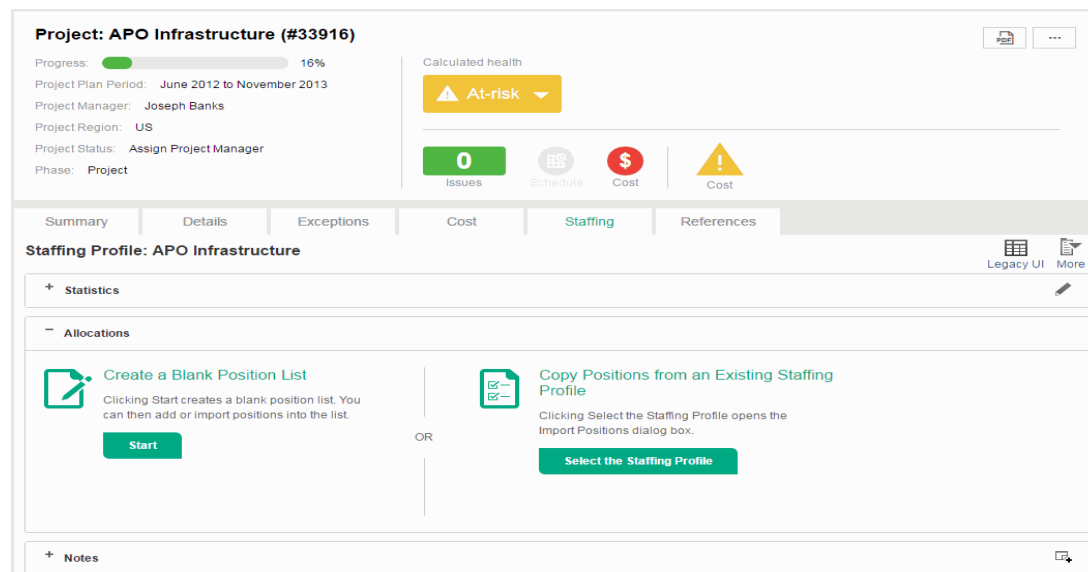 Project: APO Infrastructure (#33916)
PDF
...
Progress: 16%
Project Plan Period: June 2012 to November 2013
Project Manager: Joseph Banks
Project Region: US
Project Status: Assign Project Manager
Phase: Project
Calculated health
At-risk
0
Issues
Schedule
$
Cost
!
Cost
Summary
Details
Exceptions
Cost
Staffing
References
Staffing Profile: APO Infrastructure
Legacy UI
More
+ Statistics
− Allocations
Create a Blank Position List
Clicking Start creates a blank position list. You
can then add or import positions into the list.
Start
OR
Copy Positions from an Existing Staffing
Profile
Clicking Select the Staffing Profile opens the
Import Positions dialog box.
Select the Staffing Profile
+ Notes